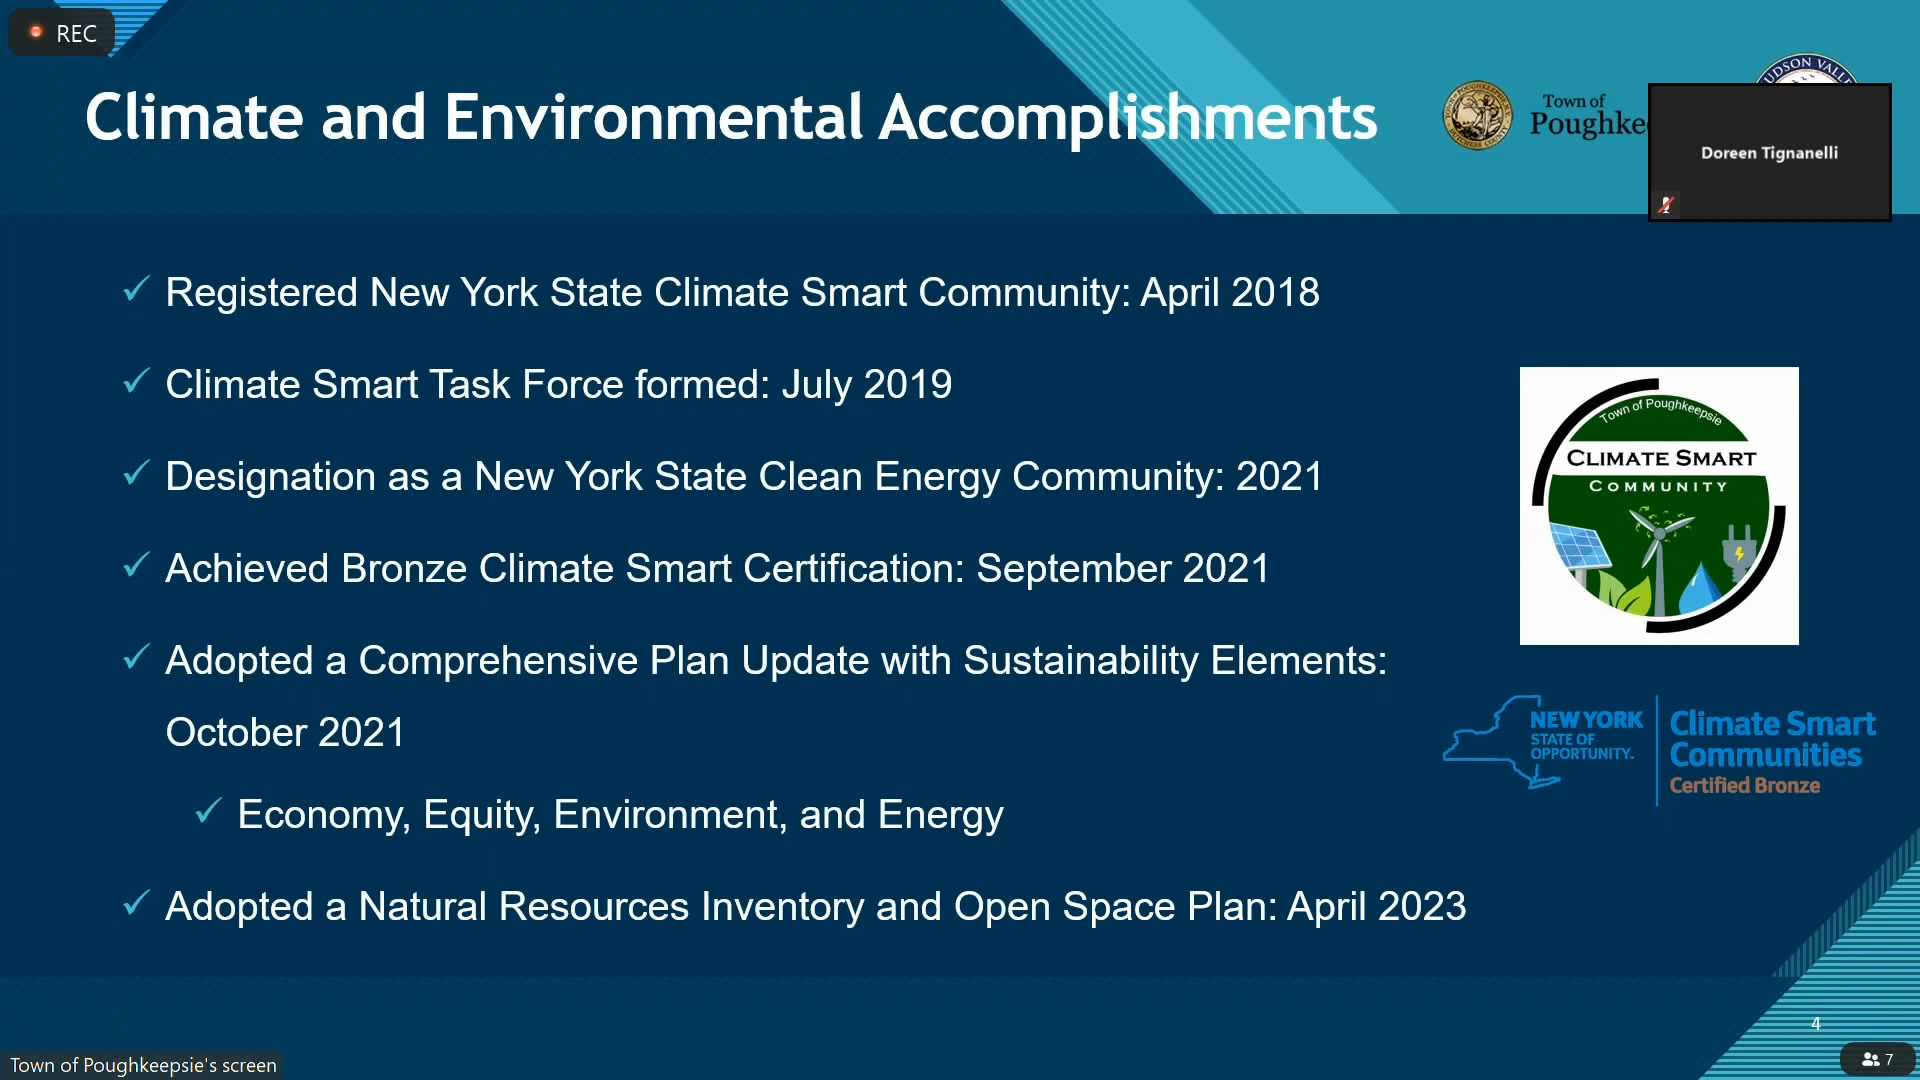 REC
Climate and Environmental Accomplishments
Town of
UDSON VALL
Doreen Tignanelli
Registered New York State Climate Smart Community: April 2018
Climate Smart Task Force formed: July 2019
Designation as a New York State Clean Energy Community: 2021
Achieved Bronze Climate Smart Certification: September 2021
Adopted a Comprehensive Plan Update with Sustainability Elements:
October 2021
Economy, Equity, Environment, and Energy
Adopted a Natural Resources Inventory and Open Space Plan: April 2023
Town of Poughkeepsie
CLIMATE SMART
COMMUNITY
NEW YORK
STATE OF
OPPORTUNITY.
Climate Smart
Communities
Certified Bronze
4
Town of Poughkeepsie's screen
7